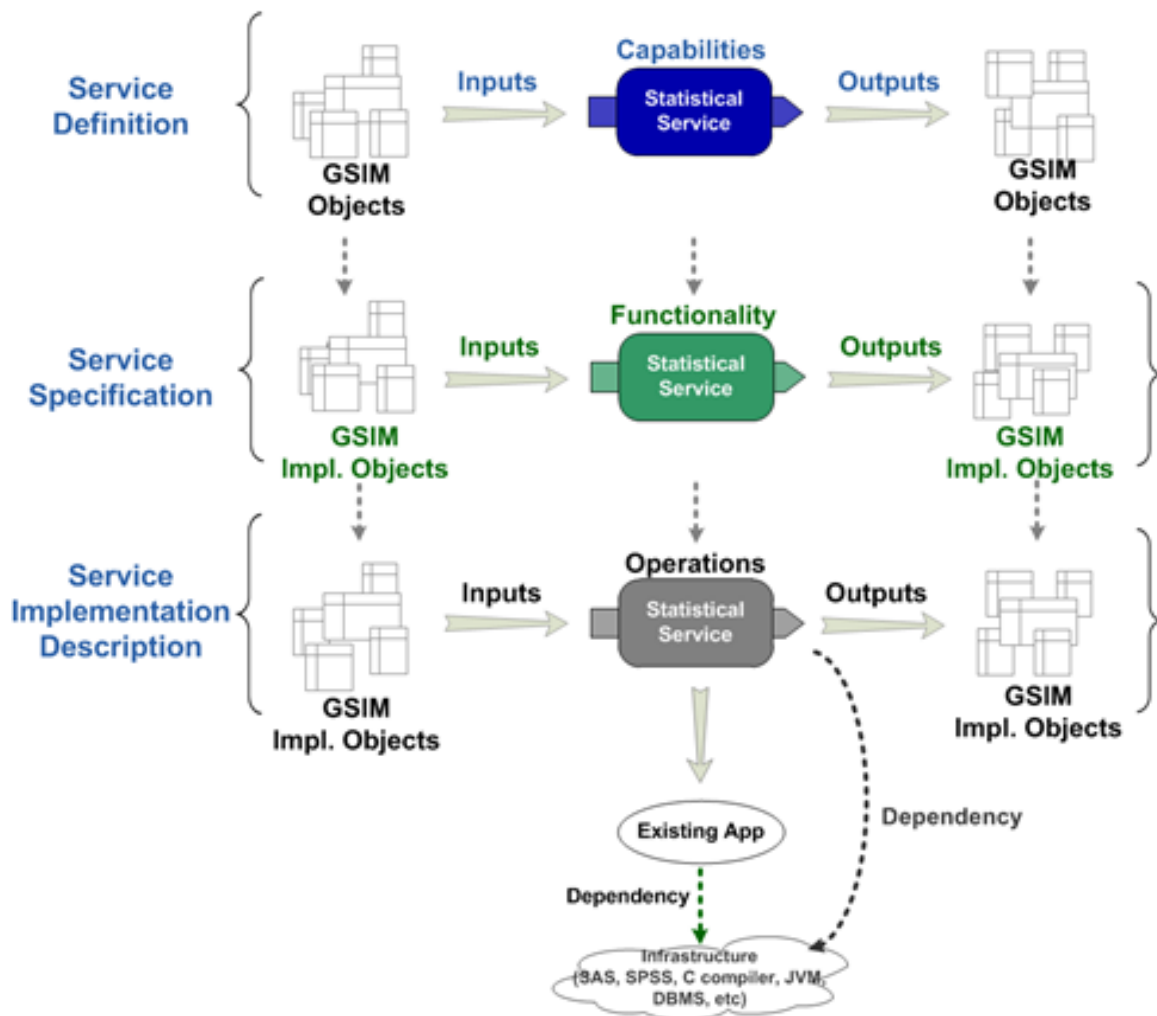 Capabilities
Service
Definition
Inputs
Statistical
Service
Outputs
GSIM
Objects
GSIM
Objects
Functionality
Service
Specification
Inputs
Statistical
Service
Outputs
GSIM
Impl. Objects
GSIM
Impl. Objects
Operations
Service
Implementation
Description
Inputs
Statistical
Service
Outputs
GSIM
Impl. Objects
GSIM
Impl. Objects
Existing App
Dependency
Dependency
Infrastructure
(SAS, SPSS, C compiler, JVM,
DBMS, etc)